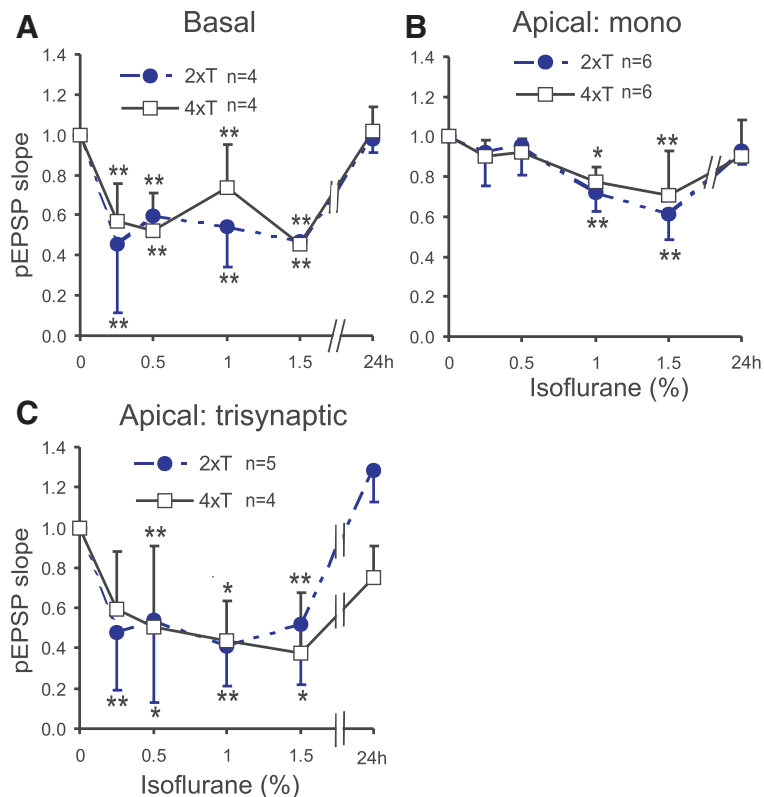 A Basal
1.4
1.2
1.0
0.8
0.6
0.4
0.2
0.0
pEPSP slope
2xT n=4
4xT n=4
**
**
**
**
**
**
**
**
0 0.5 1 1.5 24h
B Apical: mono
1.4
1.2
1.0
0.8
0.6
0.4
0.2
0.0
2xT n=6
4xT n=6
*
**
**
**
0 0.5 1 1.5 24h
Isoflurane (%)
C Apical: trisynaptic
1.4
1.2
1.0
0.8
0.6
0.4
0.2
0.0
pEPSP slope
2xT n=5
4xT n=4
**
*
**
**
*
**
*
0 0.5 1 1.5 24h
Isoflurane (%)